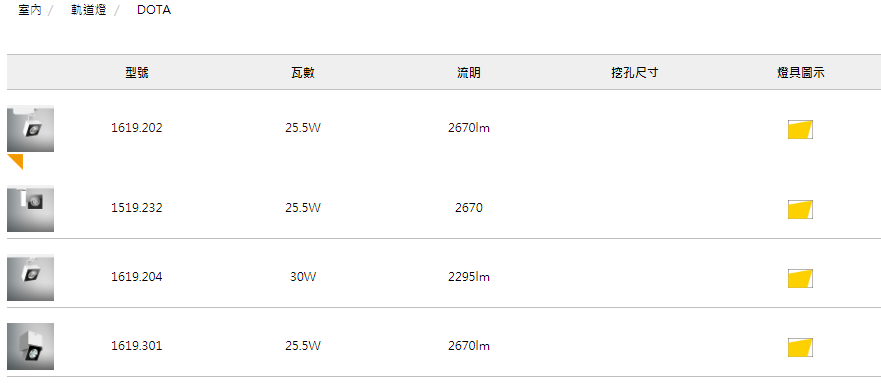 室內 / 軌道燈 / DOTA
型號 瓦數 流明 挖孔尺寸 燈具圖示
1619.202 25.5W 2670lm
1519.232 25.5W 2670
1619.204 30W 2295lm
1619.301 25.5W 2670lm